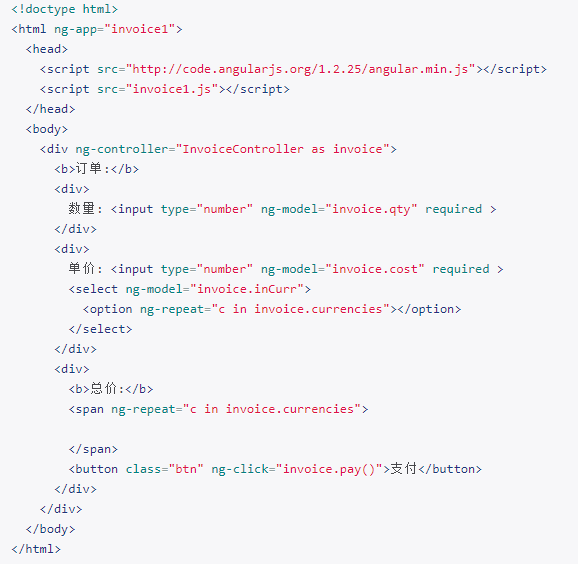 <!doctype html>
<html ng-app="invoice1">
  <head>
    <script src="http://code.angularjs.org/1.2.25/angular.min.js"></script>
    <script src="invoice1.js"></script>
  </head>
  <body>
    <div ng-controller="InvoiceController as invoice">
      <b>订单:</b>
      <div>
        数量: <input type="number" ng-model="invoice.qty" required >
      </div>
      <div>
        单价: <input type="number" ng-model="invoice.cost" required >
        <select ng-model="invoice.inCurr">
          <option ng-repeat="c in invoice.currencies"></option>
        </select>
      </div>
      <div>
        <b>总价:</b>
        <span ng-repeat="c in invoice.currencies">

        </span>
        <button class="btn" ng-click="invoice.pay()">支付</button>
      </div>
    </div>
  </body>
</html>